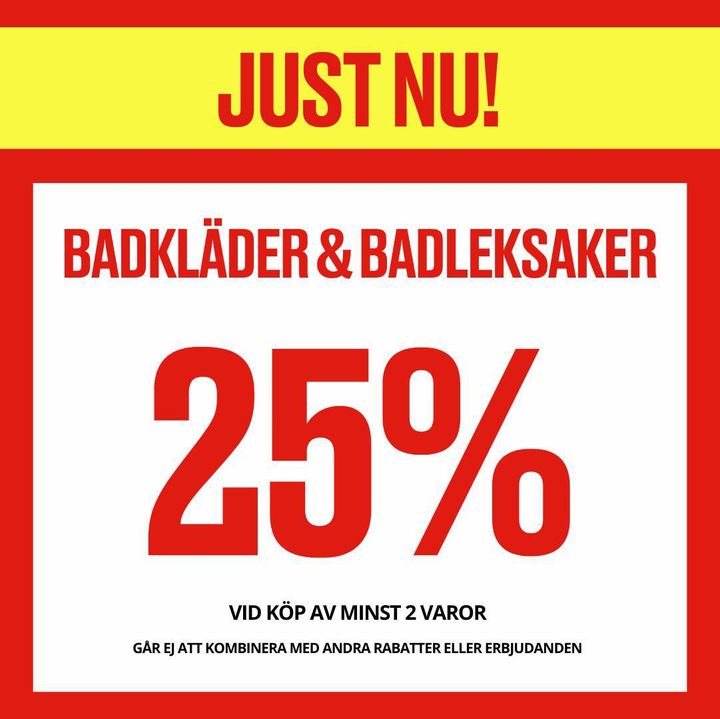 JUST NU!
BADKLÄDER & BADLEKSAKER
25%
VID KÖP AV MINST 2 VAROR
GÅR EJ ATT KOMBINERA MED ANDRA RABATTER ELLER ERBJUDANDEN